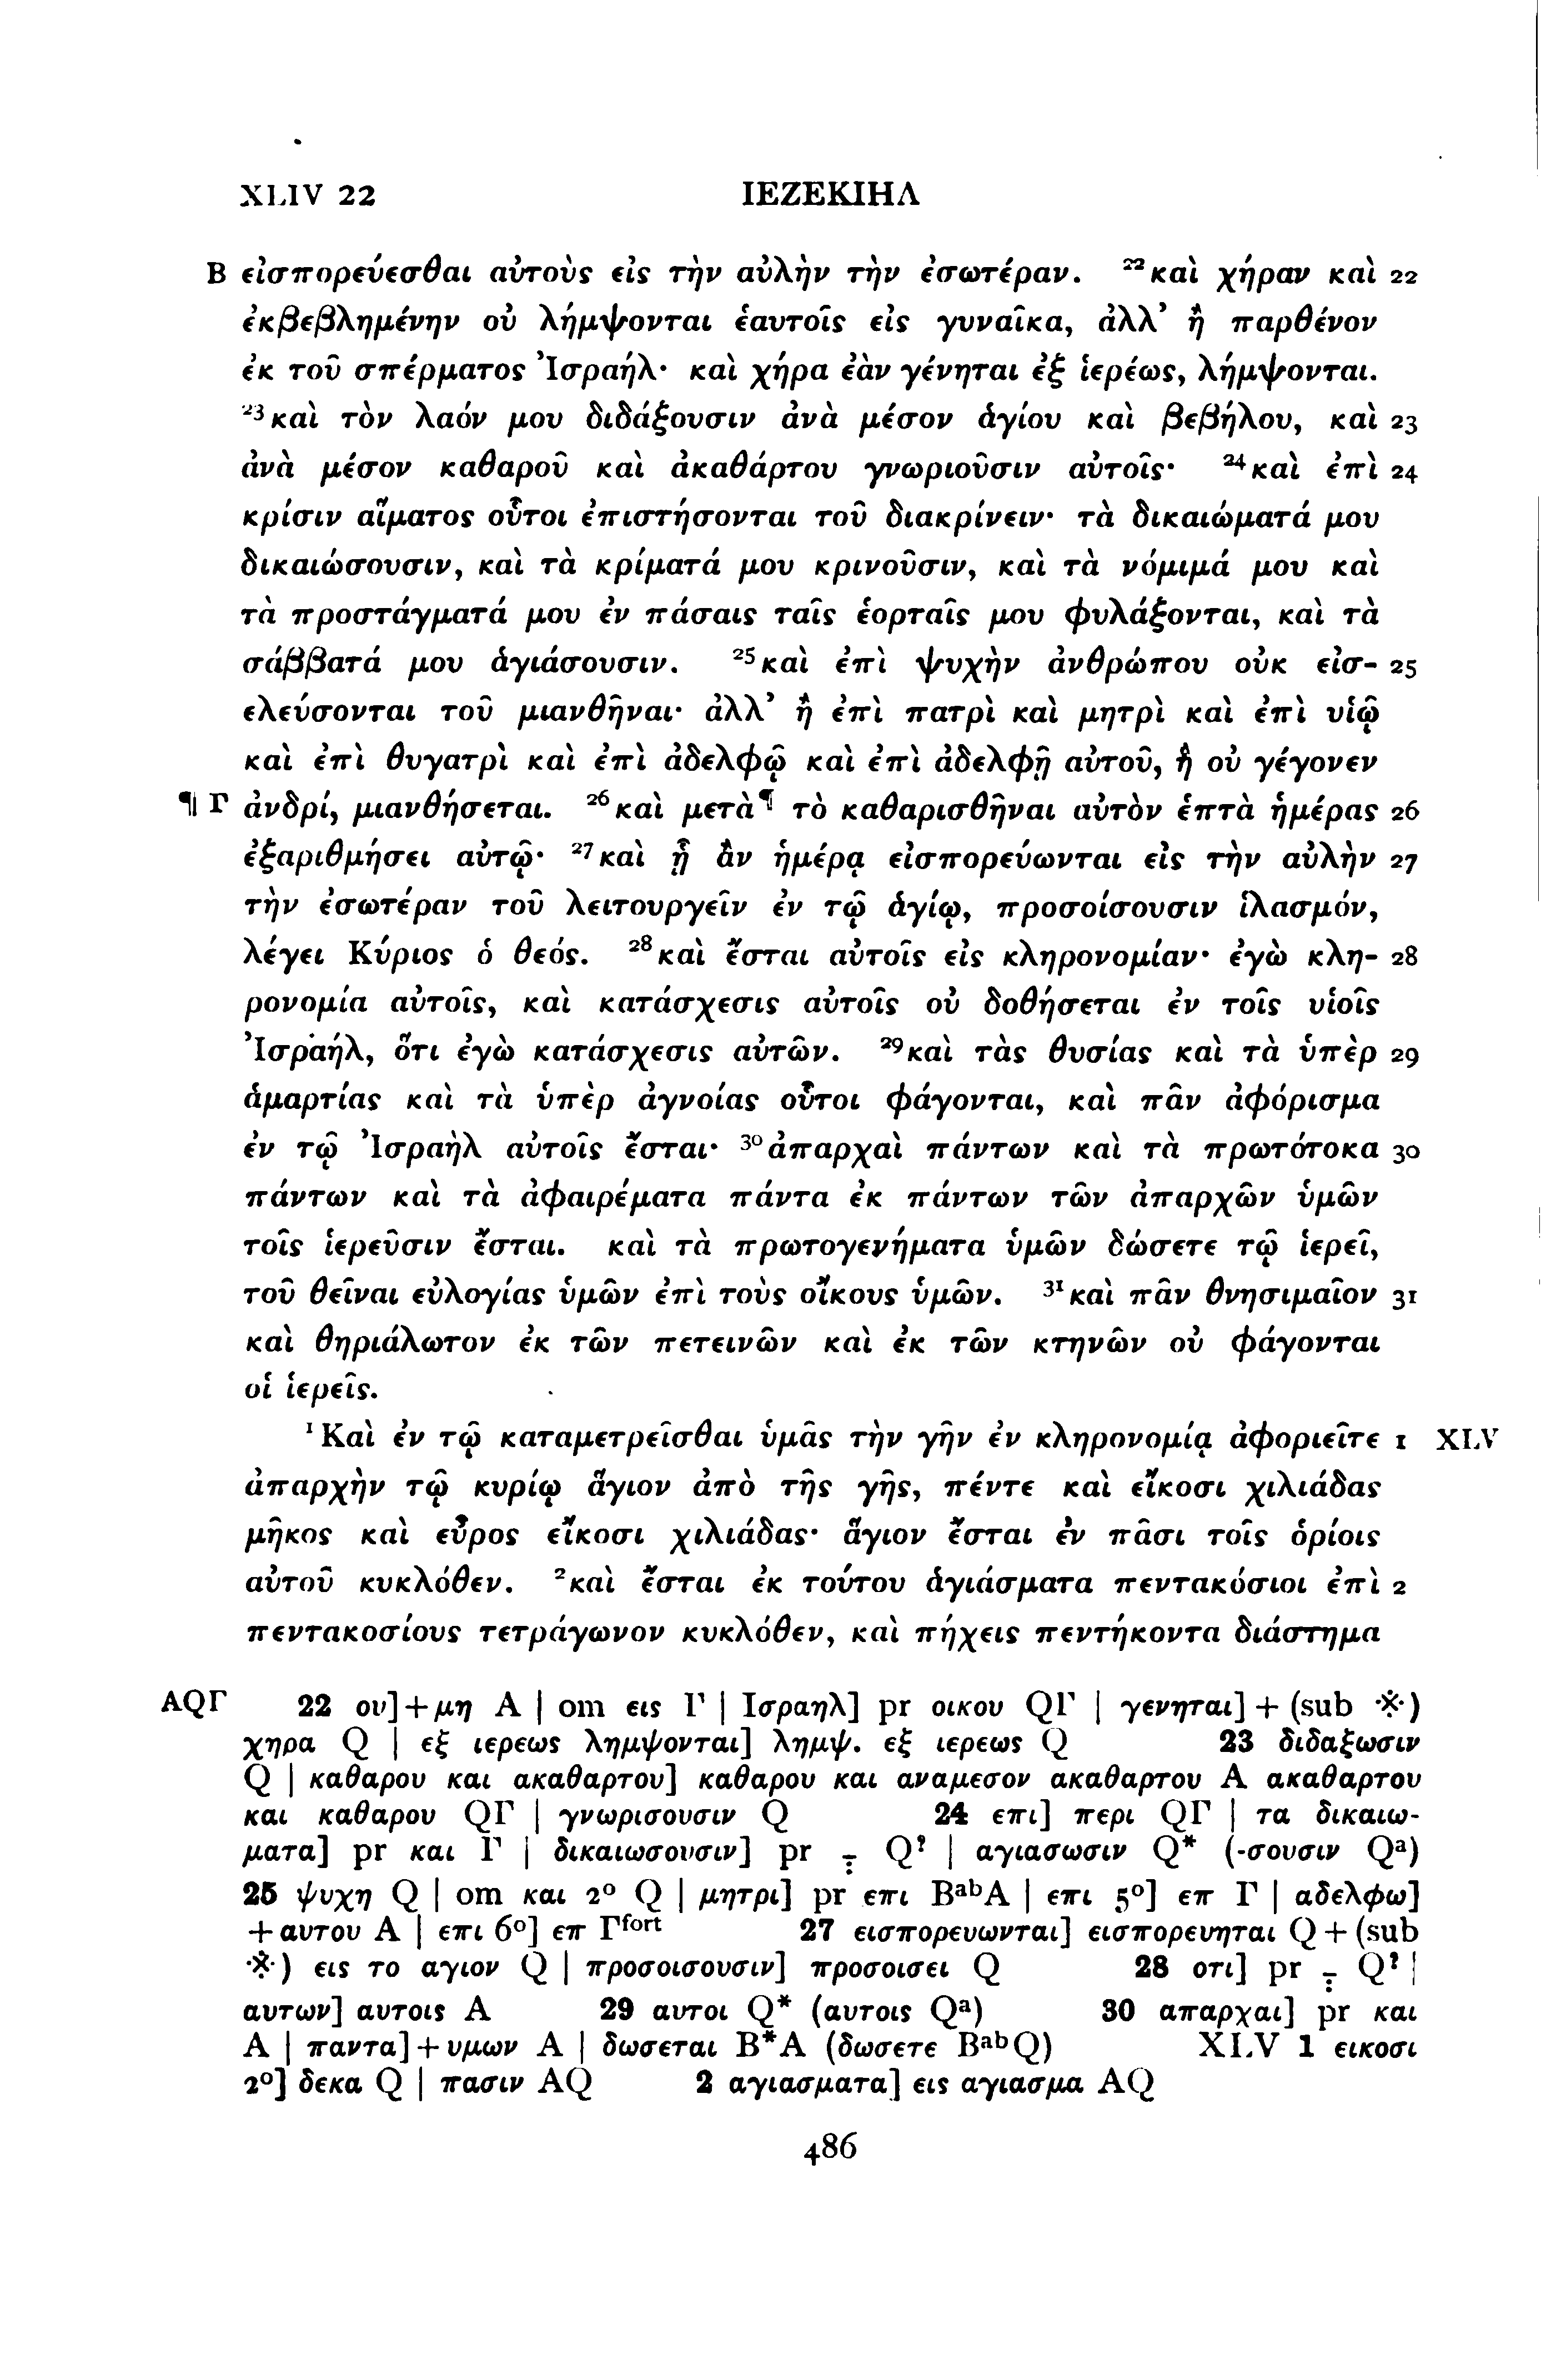 XLIV 22 ΙΕΖΕΚΙΗΛ
B εἰσπορεύεσθαι αὐτοὺς εἰς τὴν αὐλὴν τὴν ἐσωτέραν. ²²καὶ χήραν καὶ 22
ἐκβεβλημένην οὐ λήμψονται ἑαυτοῖς εἰς γυναῖκα, ἀλλ’ ἢ παρθένον
ἐκ τοῦ σπέρματος Ἰσραήλ· καὶ χήρα ἐὰν γένηται ἐξ ἱερέως, λήμψονται.
²³καὶ τὸν λαόν μου διδάξουσιν ἀνὰ μέσον ἁγίου καὶ βεβήλου, καὶ 23
ἀνὰ μέσον καθαροῦ καὶ ἀκαθάρτου γνωριοῦσιν αὐτοῖς· ²⁴καὶ ἐπὶ 24
κρίσιν αἵματος οὗτοι ἐπιστήσονται τοῦ διακρίνειν· τὰ δικαιώματά μου
δικαιώσουσιν, καὶ τὰ κρίματά μου κρινοῦσιν, καὶ τὰ νόμιμά μου καὶ
τὰ προστάγματά μου ἐν πάσαις ταῖς ἑορταῖς μου φυλάξονται, καὶ τὰ
σάββατά μου ἁγιάσουσιν. ²⁵καὶ ἐπὶ ψυχὴν ἀνθρώπου οὐκ εἰσ- 25
ελεύσονται τοῦ μιανθῆναι· ἀλλ’ ἢ ἐπὶ πατρὶ καὶ μητρὶ καὶ ἐπὶ υἱῷ
καὶ ἐπὶ θυγατρὶ καὶ ἐπὶ ἀδελφῷ καὶ ἐπὶ ἀδελφῇ αὐτοῦ, ἣ οὐ γέγονεν
¶ Γ ἀνδρί, μιανθήσεται. ²⁶καὶ μετὰ¶ τὸ καθαρισθῆναι αὐτὸν ἑπτὰ ἡμέρας 26
ἐξαριθμήσει αὐτῷ· ²⁷καὶ ᾗ ἂν ἡμέρᾳ εἰσπορεύωνται εἰς τὴν αὐλὴν 27
τὴν ἐσωτέραν τοῦ λειτουργεῖν ἐν τῷ ἁγίῳ, προσοίσουσιν ἱλασμόν,
λέγει Κύριος ὁ θεός. ²⁸καὶ ἔσται αὐτοῖς εἰς κληρονομίαν· ἐγὼ κλη- 28
ρονομία αὐτοῖς, καὶ κατάσχεσις αὐτοῖς οὐ δοθήσεται ἐν τοῖς υἱοῖς
Ἰσραήλ, ὅτι ἐγὼ κατάσχεσις αὐτῶν. ²⁹καὶ τὰς θυσίας καὶ τὰ ὑπὲρ 29
ἁμαρτίας καὶ τὰ ὑπὲρ ἀγνοίας οὗτοι φάγονται, καὶ πᾶν ἀφόρισμα
ἐν τῷ Ἰσραὴλ αὐτοῖς ἔσται· ³⁰ἀπαρχαὶ πάντων καὶ τὰ πρωτότοκα 30
πάντων καὶ τὰ ἀφαιρέματα πάντα ἐκ πάντων τῶν ἀπαρχῶν ὑμῶν
τοῖς ἱερεῦσιν ἔσται. καὶ τὰ πρωτογενήματα ὑμῶν δώσετε τῷ ἱερεῖ,
τοῦ θεῖναι εὐλογίας ὑμῶν ἐπὶ τοὺς οἴκους ὑμῶν. ³¹καὶ πᾶν θνησιμαῖον 31
καὶ θηριάλωτον ἐκ τῶν πετεινῶν καὶ ἐκ τῶν κτηνῶν οὐ φάγονται
οἱ ἱερεῖς.
¹Καὶ ἐν τῷ καταμετρεῖσθαι ὑμᾶς τὴν γῆν ἐν κληρονομίᾳ ἀφοριεῖτε 1 XLV
ἀπαρχὴν τῷ κυρίῳ ἅγιον ἀπὸ τῆς γῆς, πέντε καὶ εἴκοσι χιλιάδας
μῆκος καὶ εὖρος εἴκοσι χιλιάδας· ἅγιον ἔσται ἐν πᾶσι τοῖς ὁρίοις
αὐτοῦ κυκλόθεν. ²καὶ ἔσται ἐκ τούτου ἁγιάσματα πεντακόσιοι ἐπὶ 2
πεντακοσίους τετράγωνον κυκλόθεν, καὶ πήχεις πεντήκοντα διάστημα
AQΓ 22 ου]+μη A | om εις Γ | Ισραηλ] pr οικου QΓ | γενηται]+(sub ※)
χηρα Q | εξ ιερεως λημψονται] λημψ. εξ ιερεως Q 23 διδαξωσιν
Q | καθαρου και ακαθαρτου] καθαρου και αναμεσον ακαθαρτου A ακαθαρτου
και καθαρου QΓ | γνωρισουσιν Q 24 επι] περι QΓ | τα δικαιω-
ματα] pr και Γ | δικαιωσουσιν] pr ⨪ Q? | αγιασωσιν Q* (-σουσιν Qᵃ)
25 ψυχη Q | om και 2° Q | μητρι] pr επι BᵃᵇA | επι 5°] επ Γ | αδελφω]
+αυτου A | επι 6°] επ Γᶠᵒʳᵗ 27 εισπορευωνται] εισπορευηται Q+(sub
※) εις το αγιον Q | προσοισουσιν] προσοισει Q 28 οτι] pr ⨪ Q? |
αυτων] αυτοις A 29 αυτοι Q* (αυτοις Qᵃ) 30 απαρχαι] pr και
A | παντα]+υμων A | δωσεται B*A (δωσετε BᵃᵇQ) XLV 1 εικοσι
2°] δεκα Q | πασιν AQ 2 αγιασματα] εις αγιασμα AQ
486